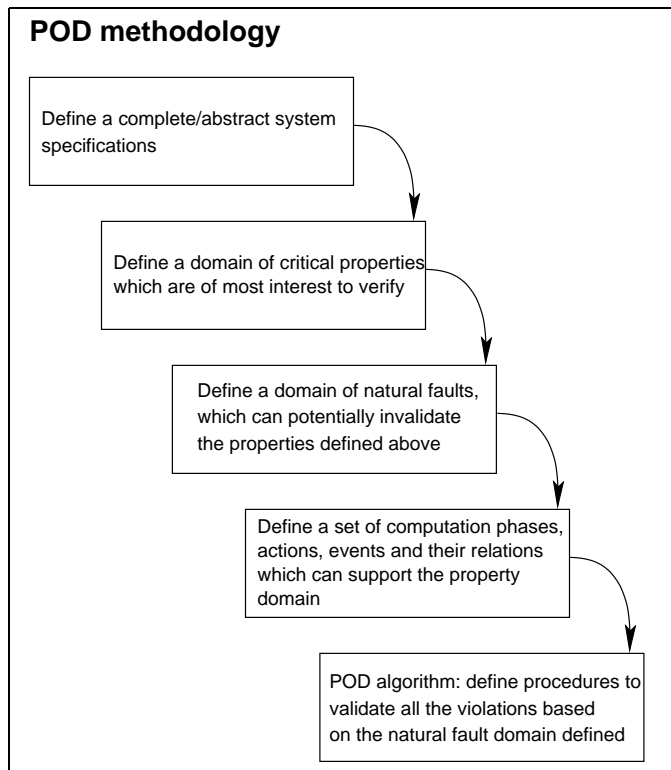 POD methodology
Define a complete/abstract system
specifications
Define a domain of critical properties
which are of most interest to verify
Define a domain of natural faults,
which can potentially invalidate
the properties defined above
Define a set of computation phases,
actions, events and their relations
which can support the property
domain
POD algorithm: define procedures to
validate all the violations based
on the natural fault domain defined